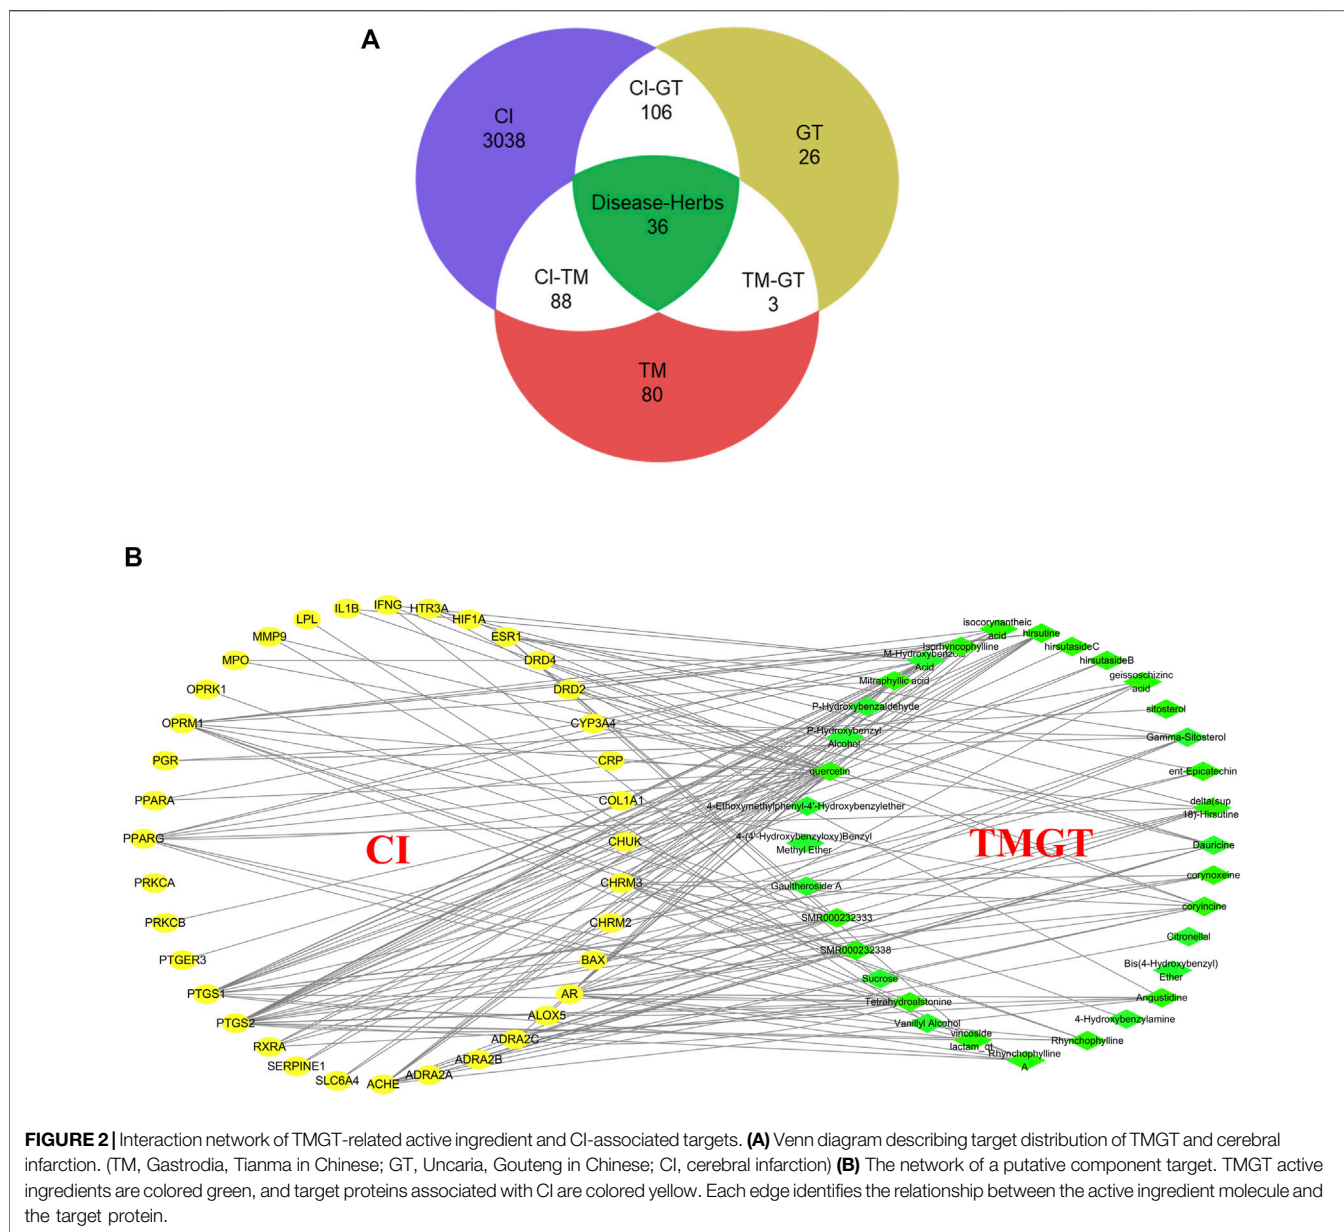 A
CI
3038
CI-GT
106
GT
26
Disease-Herbs
36
CI-TM
88
TM-GT
3
TM
80
B
IL1B
IFNG
HTR3A
HIF1A
ESR1
DRD4
DRD2
CYP3A4
CRP
COL1A1
CHUK
CHRM3
CHRM2
BAX
AR
ALOX5
ADRA2C
ADRA2B
ADRA2A
ACHE
SLC6A4
SERPINE1
RXRA
PTGS2
PTGS1
PTGER3
PRKCB
PRKCA
PPARG
PPARA
PGR
OPRM1
OPRK1
MPO
MMP9
LPL
CI
isocorynantheic
acid
hirsutine
hirsutasideC
hirsutasideB
geissoschizinc
acid
sitosterol
Gamma-Sitosterol
ent-Epicatechin
delta(sup
18)-Hirsutine
Dauricine
corynoxeine
coryincine
Citronellal
Bis(4-Hydroxybenzyl)
Ether
Angustidine
4-Hydroxybenzylamine
Rhynchophylline
Rhynchophylline
A
vincoside
lactam_qt
Vanillyl Alcohol
Tetrahydroalstonine
Sucrose
SMR000232338
SMR000232333
Gaultheroside A
4-(4'-Hydroxybenzyloxy)Benzyl
Methyl Ether
4-Ethoxymethylphenyl-4'-Hydroxybenzylether
quercetin
P-Hydroxybenzyl
Alcohol
P-Hydroxybenzaldehyde
Mitraphyllic acid
Acid
Isorhyncophylline
TMGT
FIGURE 2 | Interaction network of TMGT-related active ingredient and CI-associated targets. (A) Venn diagram describing target distribution of TMGT and cerebral
infarction. (TM, Gastrodia, Tianma in Chinese; GT, Uncaria, Gouteng in Chinese; CI, cerebral infarction) (B) The network of a putative component target. TMGT active
ingredients are colored green, and target proteins associated with CI are colored yellow. Each edge identifies the relationship between the active ingredient molecule and
the target protein.